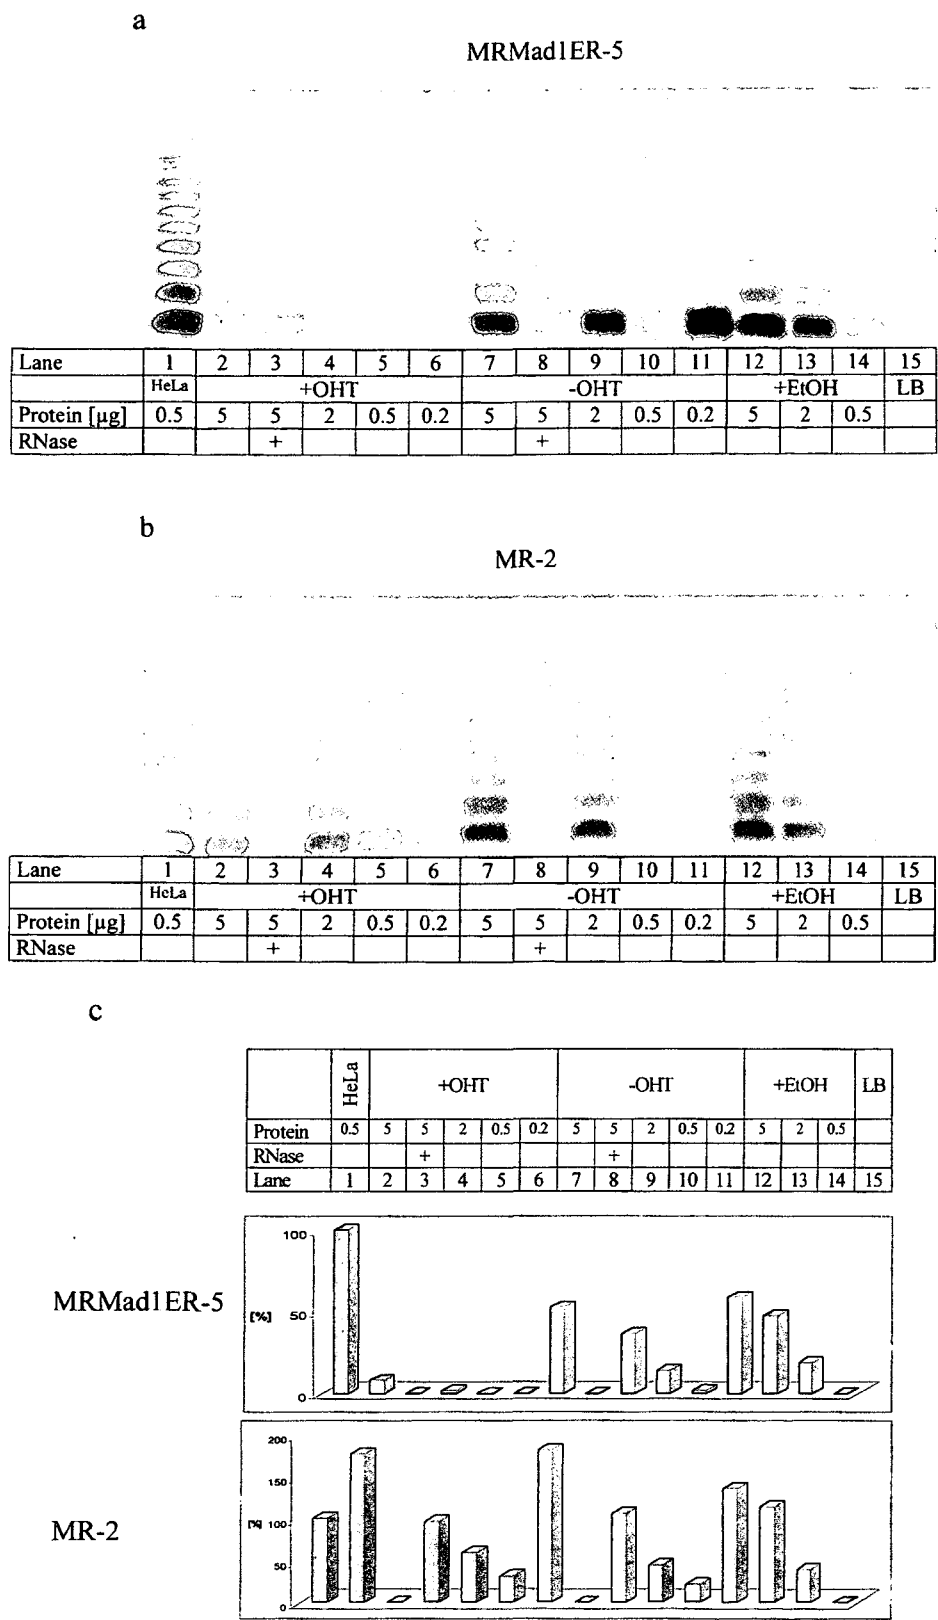 a
MRMad1ER-5
Lane 1 2 3 4 5 6 7 8 9 10 11 12 13 14 15
HeLa +OHT -OHT +EtOH LB
Protein [µg] 0.5 5 5 2 0.5 0.2 5 5 2 0.5 0.2 5 2 0.5
RNase + +
b
MR-2
Lane 1 2 3 4 5 6 7 8 9 10 11 12 13 14 15
HeLa +OHT -OHT +EtOH LB
Protein [µg] 0.5 5 5 2 0.5 0.2 5 5 2 0.5 0.2 5 2 0.5
RNase + +
c
HeLa +OHT -OHT +EtOH LB
Protein 0.5 5 5 2 0.5 0.2 5 5 2 0.5 0.2 5 2 0.5
RNase + +
Lane 1 2 3 4 5 6 7 8 9 10 11 12 13 14 15
100
MRMad1ER-5
[%] 50
0
200
150
MR-2
[%] 100
50
0